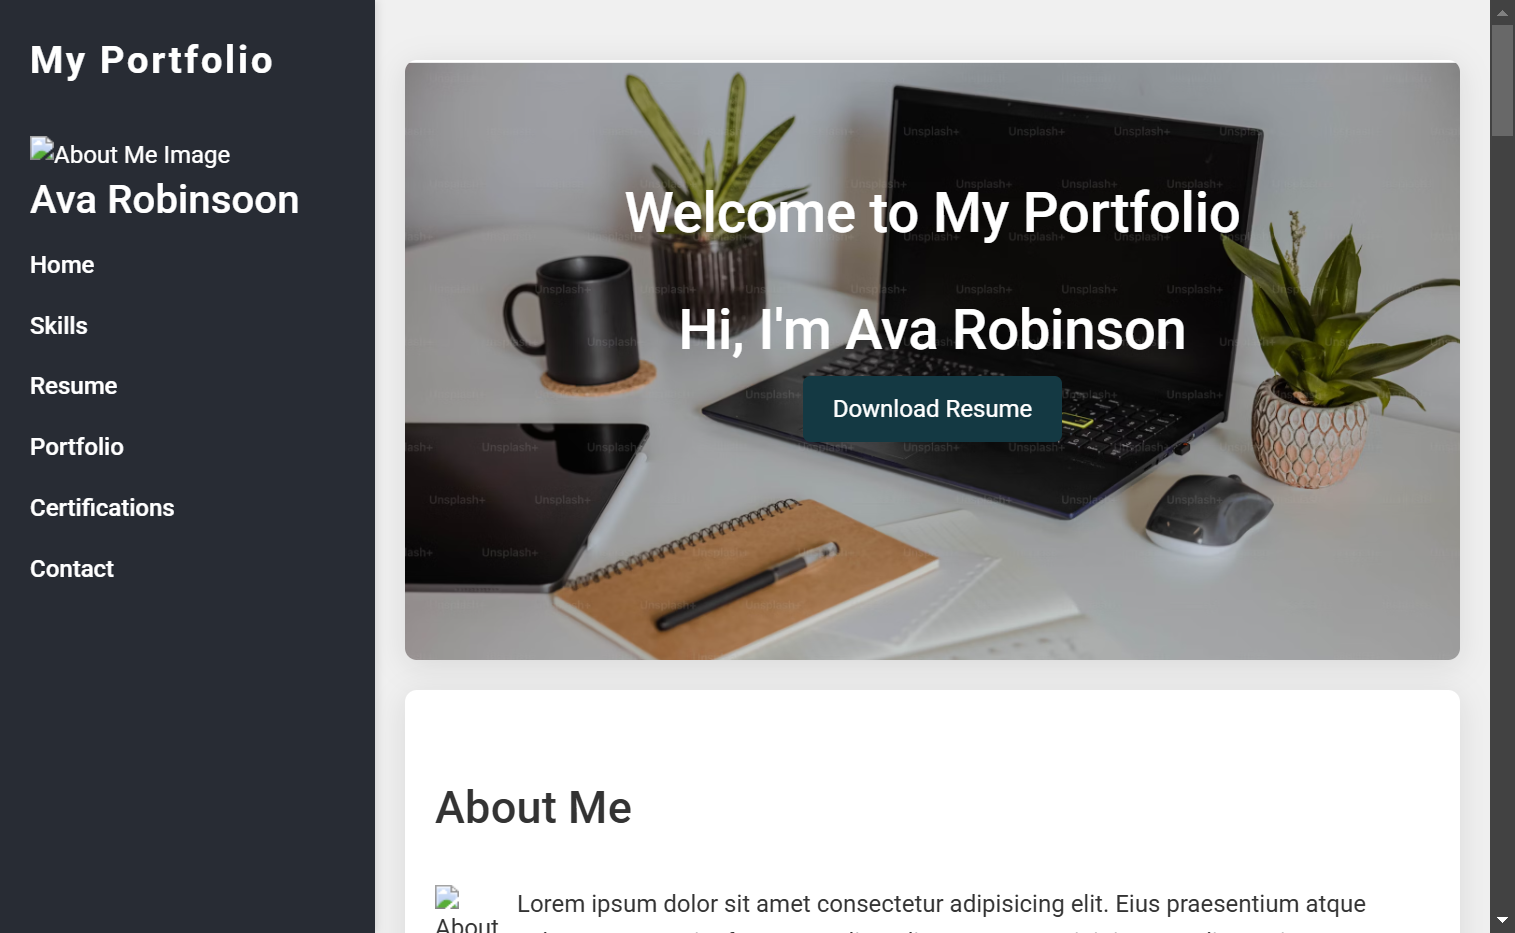 My Portfolio
About Me Image
Ava Robinsoon
Home
Skills
Resume
Portfolio
Certifications
Contact
Welcome to My Portfolio
Hi, I'm Ava Robinson
Download Resume
About Me
About
Lorem ipsum dolor sit amet consectetur adipisicing elit. Eius praesentium atque